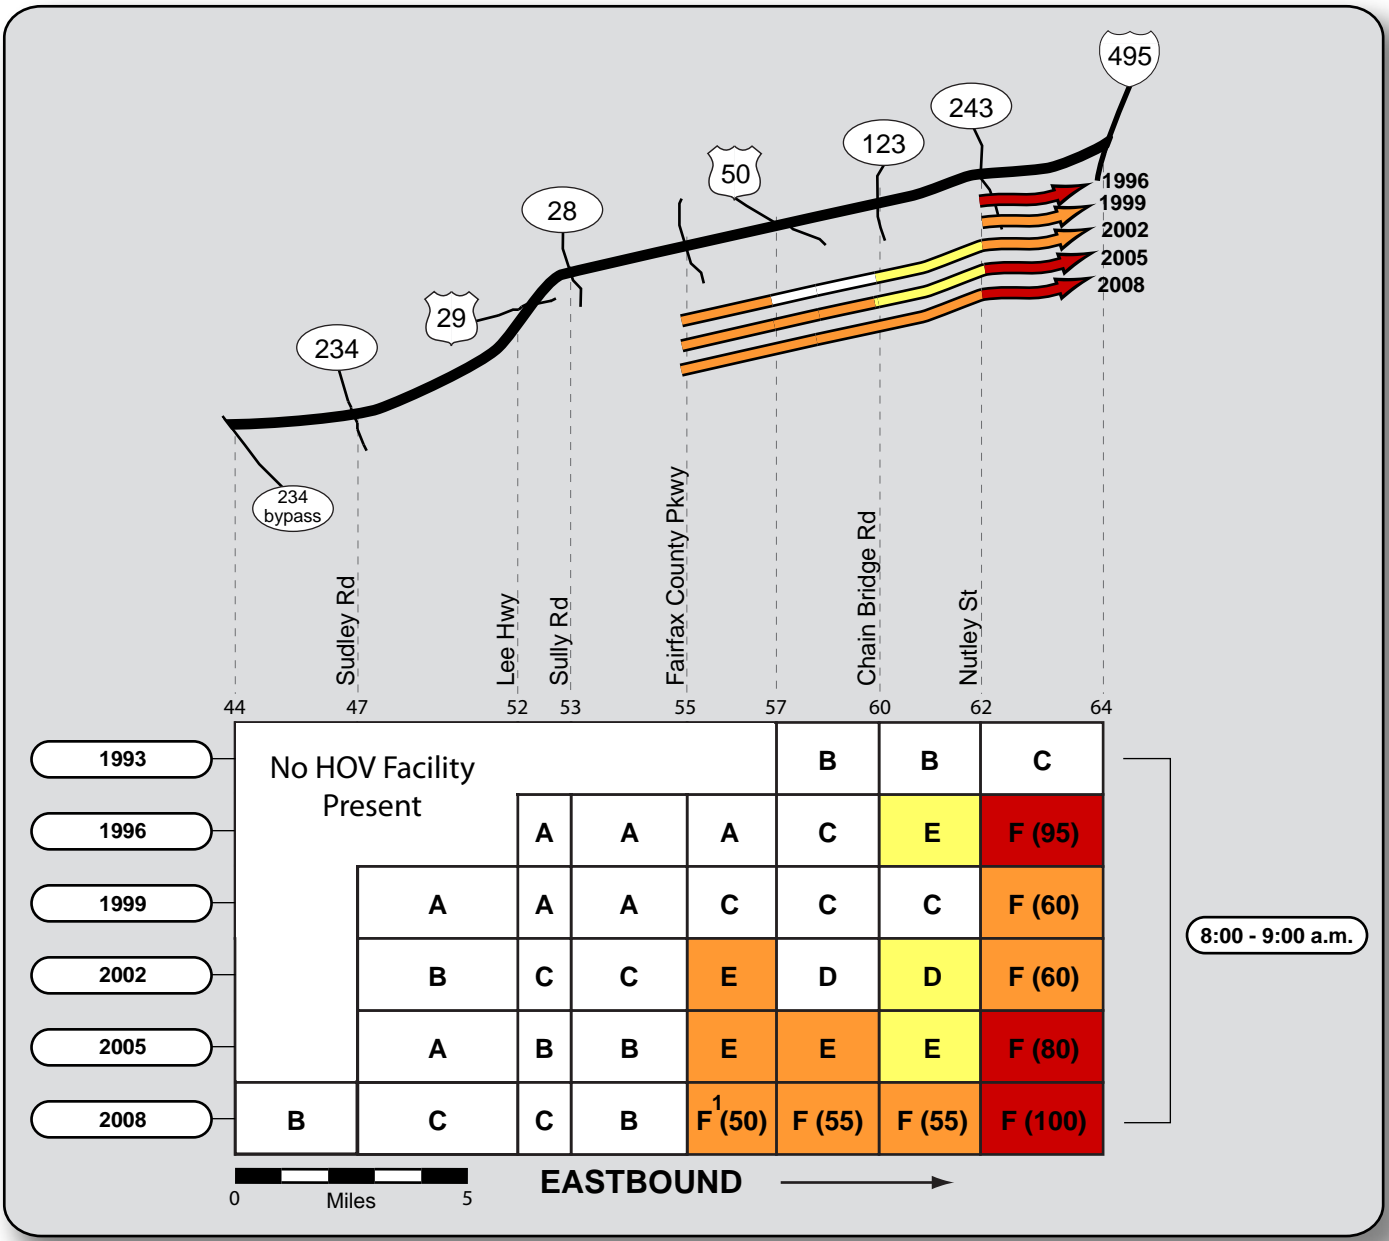 495
243
123
50
28
29
234
234
bypass
1996
1999
2002
2005
2008
Sudley Rd
Lee Hwy
Sully Rd
Fairfax County Pkwy
Chain Bridge Rd
Nutley St
44 47 52 53 55 57 60 62 64
1993 No HOV Facility B B C
Present
1996 A A A C E F (95)
1999 A A A C C C F (60)
2002 B C C E D D F (60)
2005 A B B E E E F (80)
2008 B C C B F¹(50) F (55) F (55) F (100)
8:00 - 9:00 a.m.
0 Miles 5
EASTBOUND